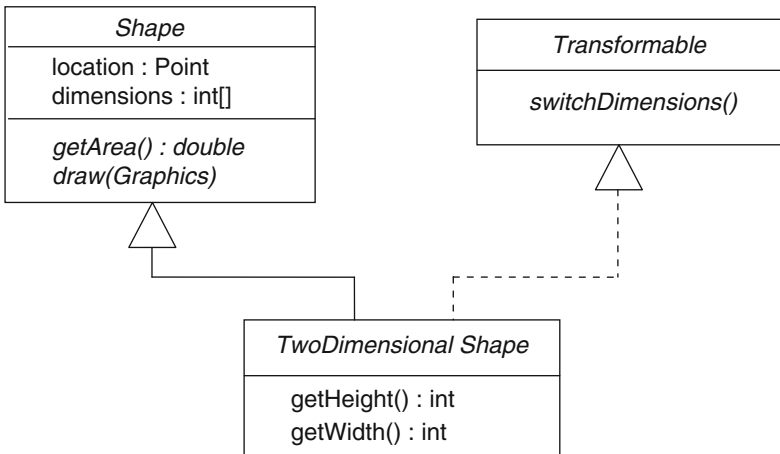 Shape
location : Point
dimensions : int[]
getArea() : double
draw(Graphics)
Transformable
switchDimensions()
TwoDimensional Shape
getHeight() : int
getWidth() : int